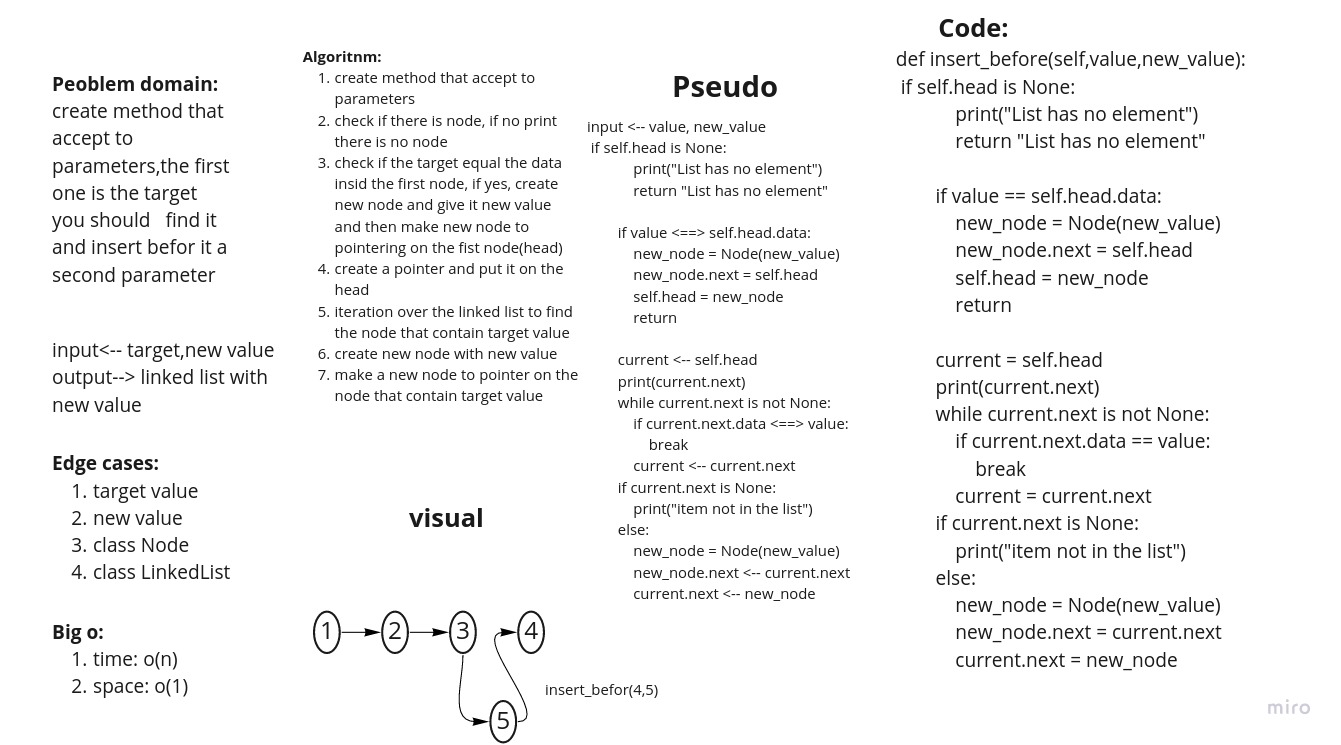 Peoblem domain:
create method that
accept to
parameters,the first
one is the target
you should   find it
and insert befor it a
second parameter
input<-- target,new value
output--> linked list with
new value
Edge cases:
1. target value
2. new value
3. class Node
4. class LinkedList
Big o:
1. time: o(n)
2. space: o(1)
Algoritnm:
1. create method that accept to
parameters
2. check if there is node, if no print
there is no node
3. check if the target equal the data
insid the first node, if yes, create
new node and give it new value
and then make new node to
pointering on the fist node(head)
4. create a pointer and put it on the
head
5. iteration over the linked list to find
the node that contain target value
6. create new node with new value
7. make a new node to pointer on the
node that contain target value
visual
1
2
3
4
5
insert_befor(4,5)
Pseudo
input <-- value, new_value
if self.head is None:
print("List has no element")
return "List has no element"
if value <==> self.head.data:
new_node = Node(new_value)
new_node.next = self.head
self.head = new_node
return
current <-- self.head
print(current.next)
while current.next is not None:
if current.next.data <==> value:
break
current <-- current.next
if current.next is None:
print("item not in the list")
else:
new_node = Node(new_value)
new_node.next <-- current.next
current.next <-- new_node
Code:
def insert_before(self,value,new_value):
if self.head is None:
print("List has no element")
return "List has no element"
if value == self.head.data:
new_node = Node(new_value)
new_node.next = self.head
self.head = new_node
return
current = self.head
print(current.next)
while current.next is not None:
if current.next.data == value:
break
current = current.next
if current.next is None:
print("item not in the list")
else:
new_node = Node(new_value)
new_node.next = current.next
current.next = new_node
miro